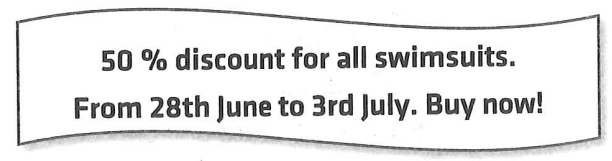 50 % discount for all swimsuits.
From 28th June to 3rd July. Buy now!